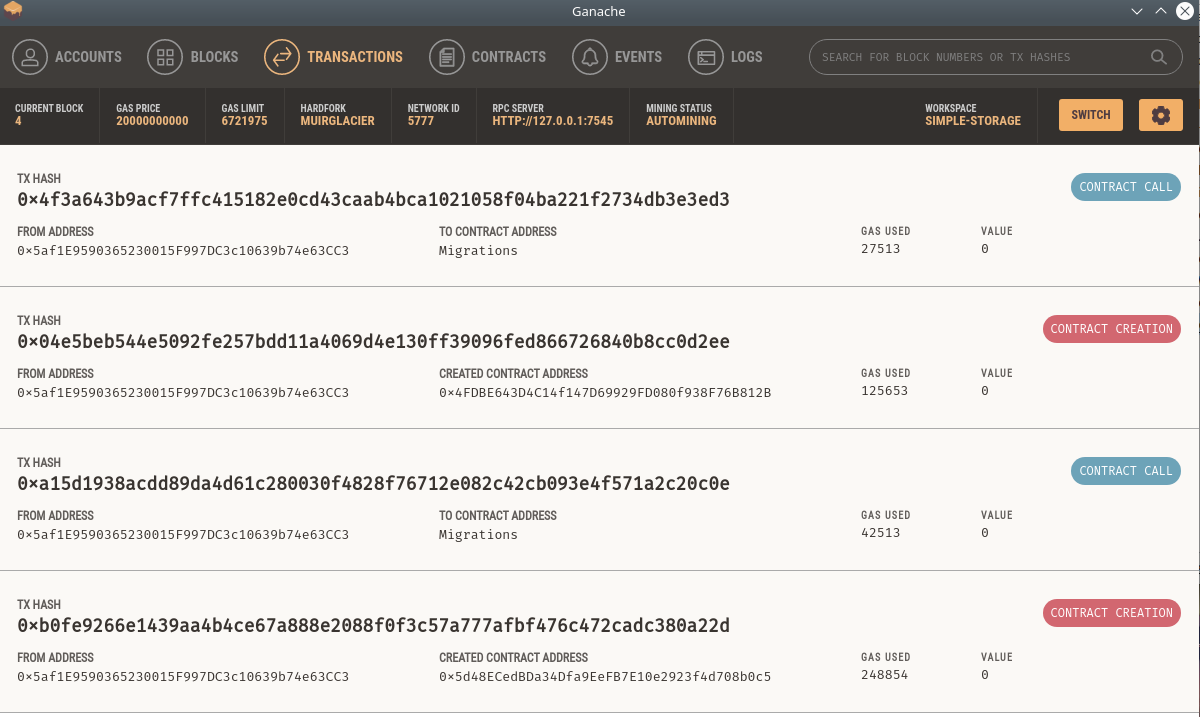 Ganache
ACCOUNTS BLOCKS TRANSACTIONS CONTRACTS EVENTS LOGS SEARCH FOR BLOCK NUMBERS OR TX HASHES
CURRENT BLOCK GAS PRICE GAS LIMIT HARDFORK NETWORK ID RPC SERVER MINING STATUS WORKSPACE SWITCH
4 20000000000 6721975 MUIRGLACIER 5777 HTTP://127.0.0.1:7545 AUTOMINING SIMPLE-STORAGE
TX HASH
0×4f3a643b9acf7ffc415182e0cd43caab4bca1021058f04ba221f2734db3e3ed3 CONTRACT CALL
FROM ADDRESS TO CONTRACT ADDRESS GAS USED VALUE
0×5af1E9590365230015F997DC3c10639b74e63CC3 Migrations 27513 0
TX HASH
0×04e5beb544e5092fe257bdd11a4069d4e130ff39096fed866726840b8cc0d2ee CONTRACT CREATION
FROM ADDRESS CREATED CONTRACT ADDRESS GAS USED VALUE
0×5af1E9590365230015F997DC3c10639b74e63CC3 0×4FDBE643D4C14f147D69929FD080f938F76B812B 125653 0
TX HASH
0×a15d1938acdd89da4d61c280030f4828f76712e082c42cb093e4f571a2c20c0e CONTRACT CALL
FROM ADDRESS TO CONTRACT ADDRESS GAS USED VALUE
0×5af1E9590365230015F997DC3c10639b74e63CC3 Migrations 42513 0
TX HASH
0×b0fe9266e1439aa4b4ce67a888e2088f0f3c57a777afbf476c472cadc380a22d CONTRACT CREATION
FROM ADDRESS CREATED CONTRACT ADDRESS GAS USED VALUE
0×5af1E9590365230015F997DC3c10639b74e63CC3 0×5d48ECedBDa34Dfa9EeFB7E10e2923f4d708b0c5 248854 0